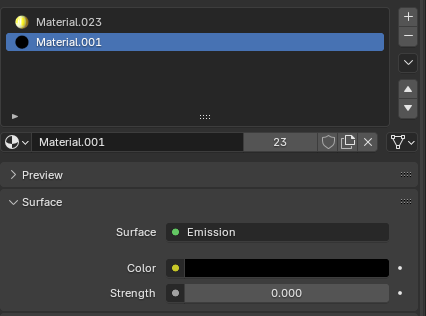 Material.023
Material.001
Material.001 23
Preview
Surface
Surface Emission
Color
Strength 0.000